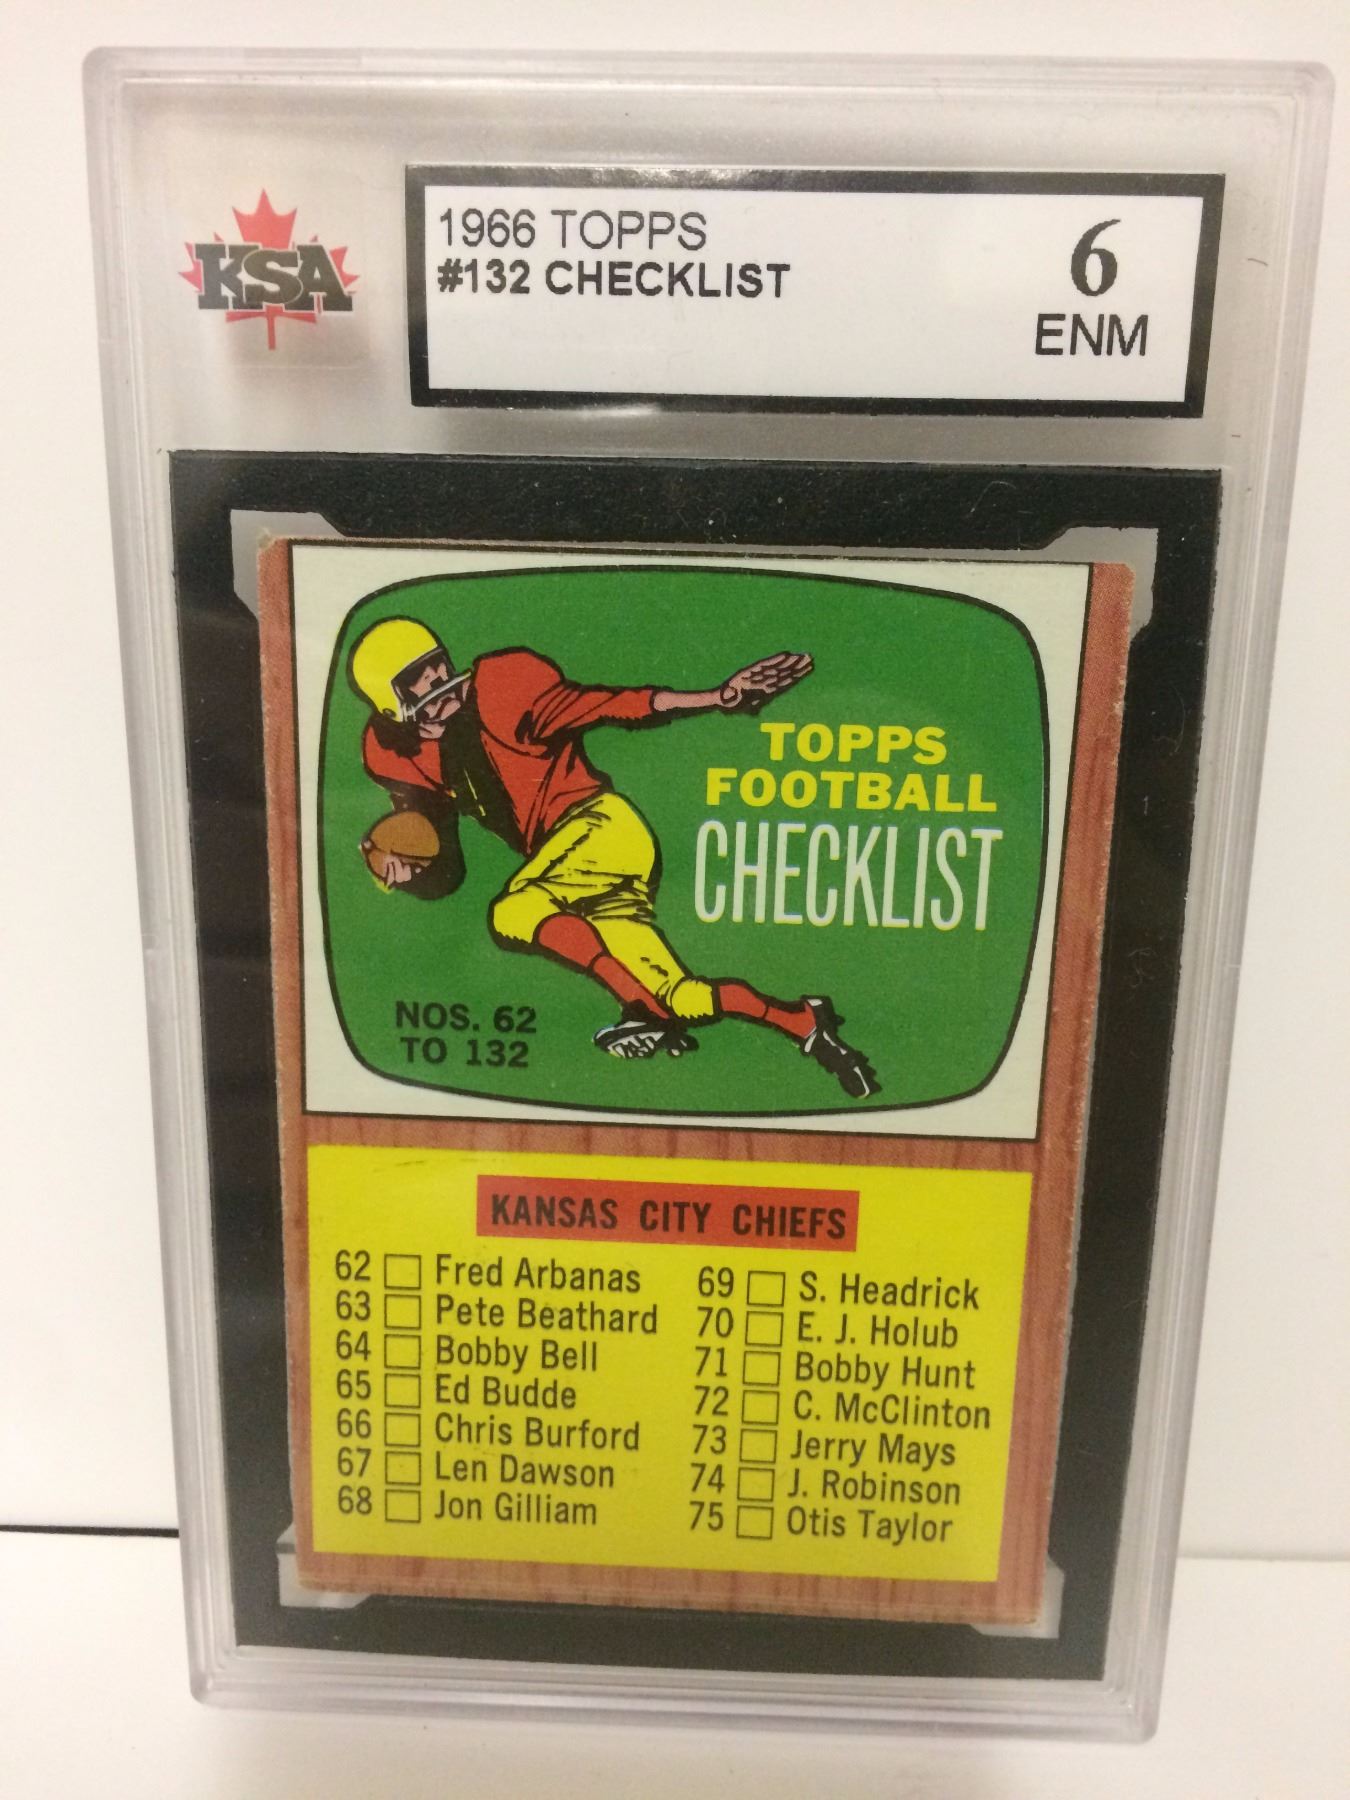 KSA
1966 TOPPS
#132 CHECKLIST
6
ENM
TOPPS
FOOTBALL
CHECKLIST
NOS. 62
TO 132
KANSAS CITY CHIEFS
62 Fred Arbanas
63 Pete Beathard
64 Bobby Bell
65 Ed Budde
66 Chris Burford
67 Len Dawson
68 Jon Gilliam
69 S. Headrick
70 E. J. Holub
71 Bobby Hunt
72 C. McClinton
73 Jerry Mays
74 J. Robinson
75 Otis Taylor